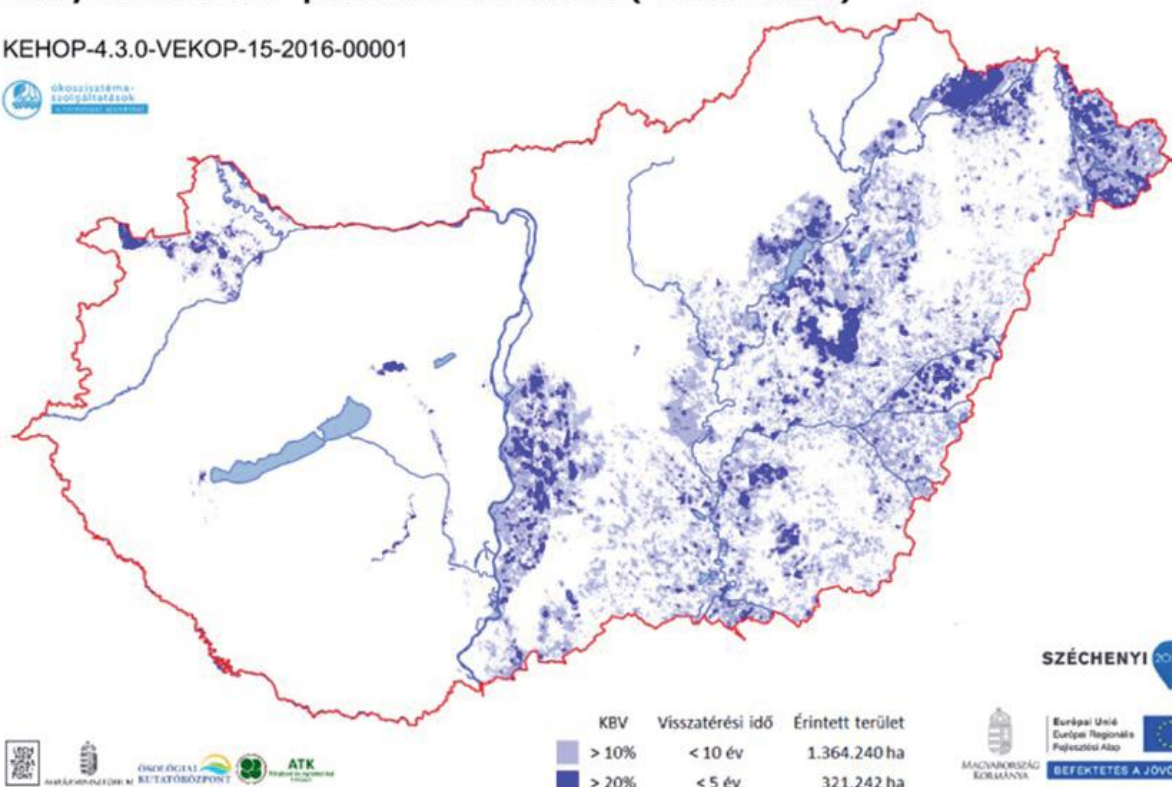 KEHOP-4.3.0-VEKOP-15-2016-00001
ökoszisztéma-
szolgáltatások
SZÉCHENYI 202
KBV Visszatérési idő Érintett terület
> 10% < 10 év 1.364.240 ha
> 20% < 5 év 321.242 ha
ÖKOLÓGIAI
KUTATÓKÖZPONT
ATK
MAGYARORSZÁG
KORMÁNYA
Európai Unió
Európai Regionális
Fejlesztési Alap
BEFEKTETÉS A JÖVŐ